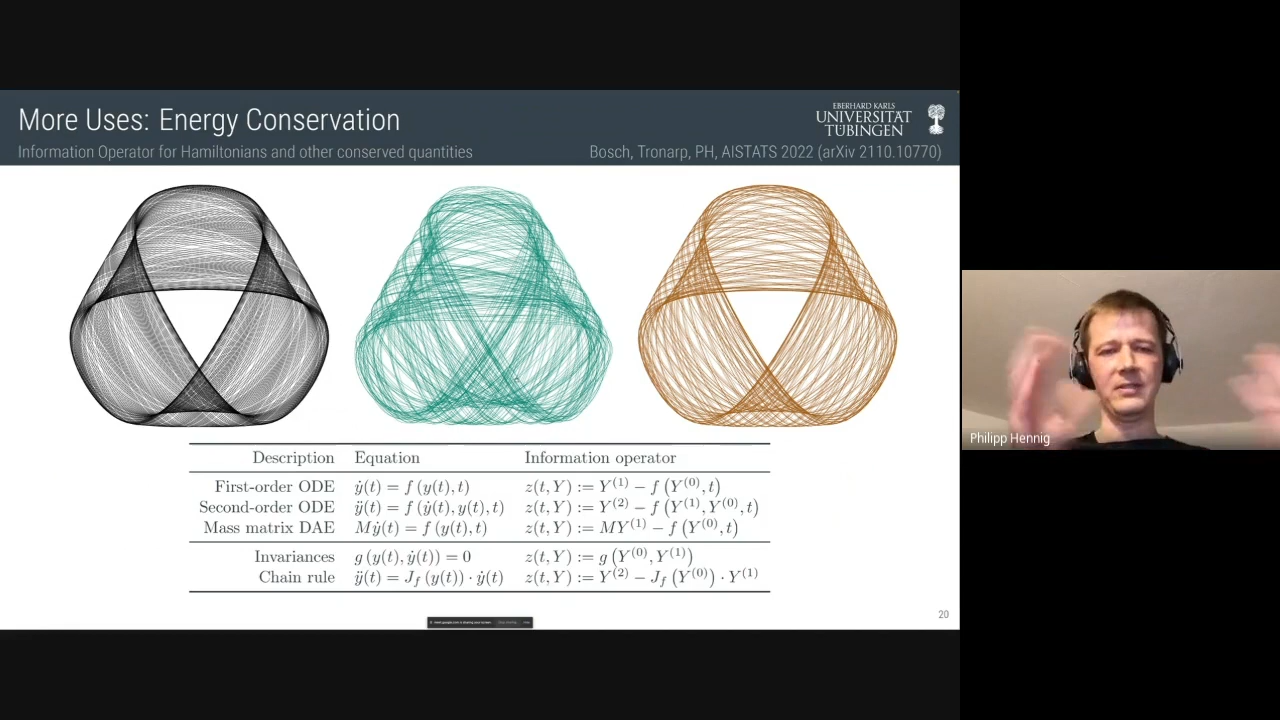 More Uses: Energy Conservation
Information Operator for Hamiltonians and other conserved quantities
Bosch, Tronarp, PH, AISTATS 2022 (arXiv 2110.10770)
EBERHARD KARLS
UNIVERSITÄT
TÜBINGEN
Description Equation Information operator
First-order ODE ẏ(t) = f (y(t), t) z(t, Y) := Y⁽¹⁾ − f (Y⁽⁰⁾, t)
Second-order ODE ÿ(t) = f (ẏ(t), y(t), t) z(t, Y) := Y⁽²⁾ − f (Y⁽¹⁾, Y⁽⁰⁾, t)
Mass matrix DAE Mẏ(t) = f (y(t), t) z(t, Y) := MY⁽¹⁾ − f (Y⁽⁰⁾, t)
Invariances g (y(t), ẏ(t)) = 0 z(t, Y) := g (Y⁽⁰⁾, Y⁽¹⁾)
Chain rule ÿ(t) = J_f (y(t)) · ẏ(t) z(t, Y) := Y⁽²⁾ − J_f (Y⁽⁰⁾) · Y⁽¹⁾
20
Philipp Hennig